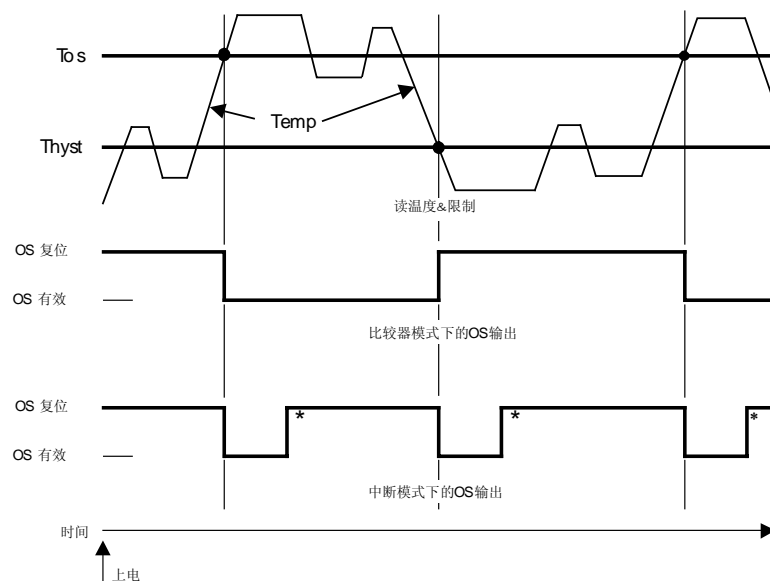 Tos
Temp
Thyst
读温度&限制
OS 复位
OS 有效
比较器模式下的OS输出
OS 复位
*
*
*
OS 有效
中断模式下的OS输出
时间
上电